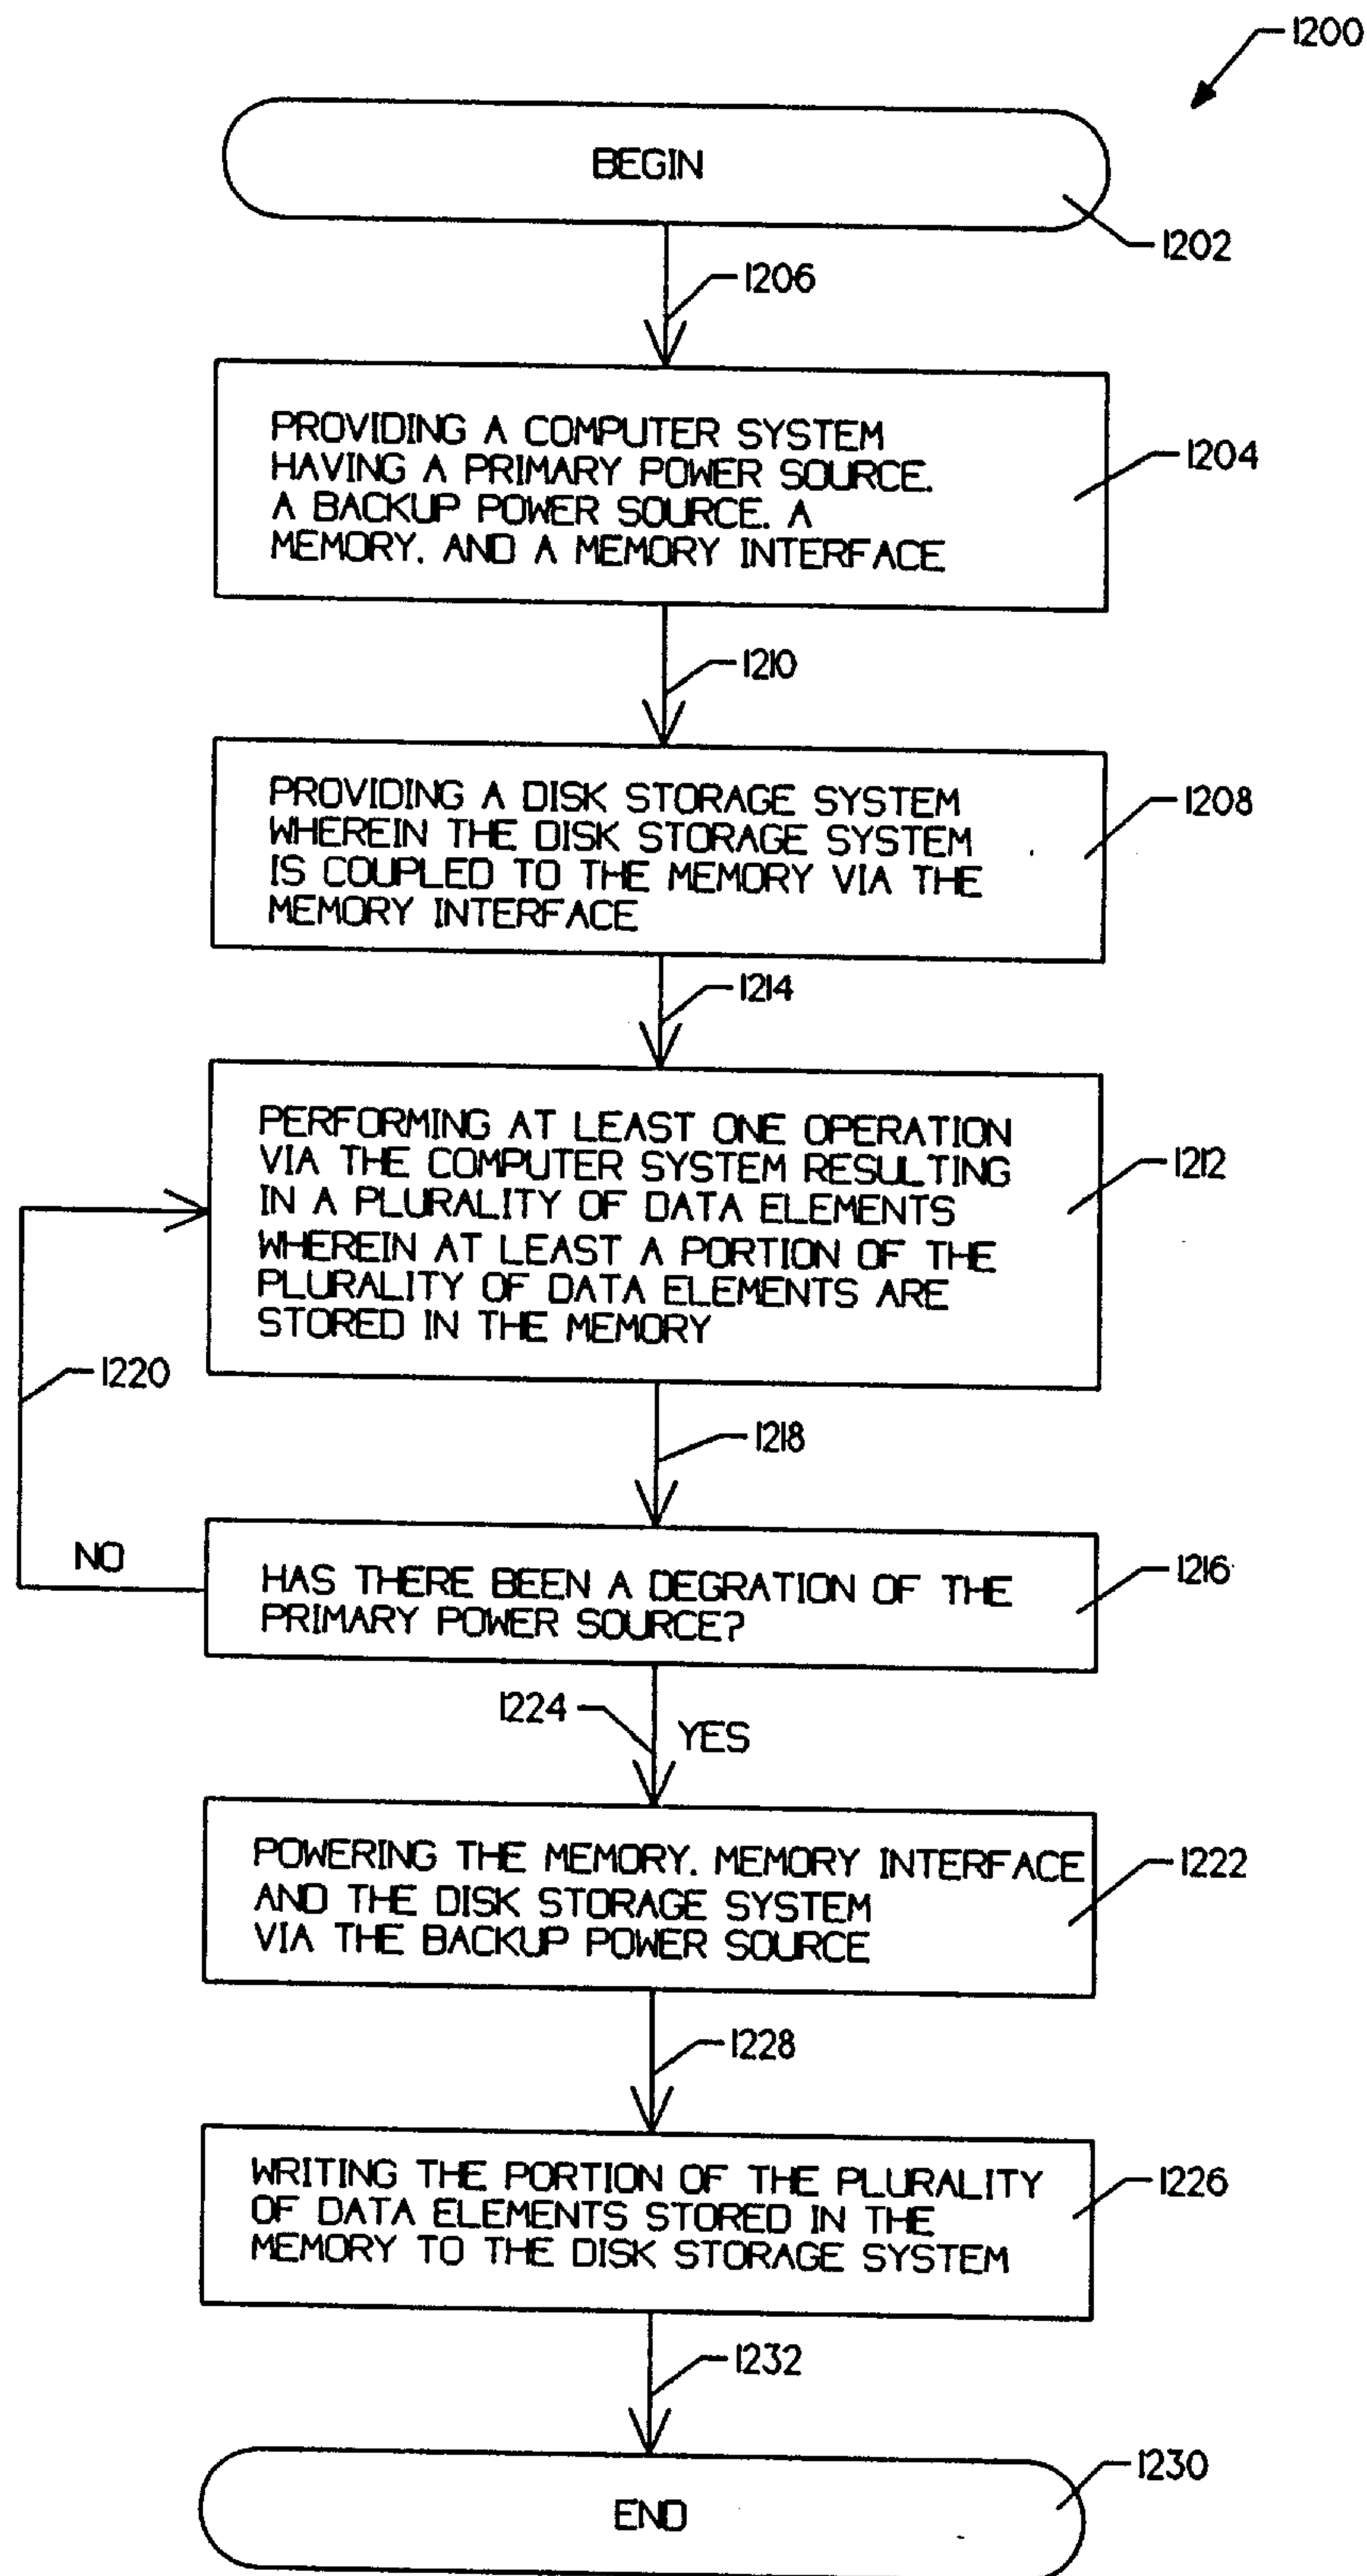 1200
BEGIN
1202
1206
PROVIDING A COMPUTER SYSTEM
HAVING A PRIMARY POWER SOURCE.
A BACKUP POWER SOURCE. A
MEMORY. AND A MEMORY INTERFACE
1204
1210
PROVIDING A DISK STORAGE SYSTEM
WHEREIN THE DISK STORAGE SYSTEM
IS COUPLED TO THE MEMORY VIA THE
MEMORY INTERFACE
1208
1214
PERFORMING AT LEAST ONE OPERATION
VIA THE COMPUTER SYSTEM RESULTING
IN A PLURALITY OF DATA ELEMENTS
WHEREIN AT LEAST A PORTION OF THE
PLURALITY OF DATA ELEMENTS ARE
STORED IN THE MEMORY
1212
1220
1218
NO
HAS THERE BEEN A DEGRATION OF THE
PRIMARY POWER SOURCE?
1216
1224
YES
POWERING THE MEMORY. MEMORY INTERFACE
AND THE DISK STORAGE SYSTEM
VIA THE BACKUP POWER SOURCE
1222
1228
WRITING THE PORTION OF THE PLURALITY
OF DATA ELEMENTS STORED IN THE
MEMORY TO THE DISK STORAGE SYSTEM
1226
1232
END
1230